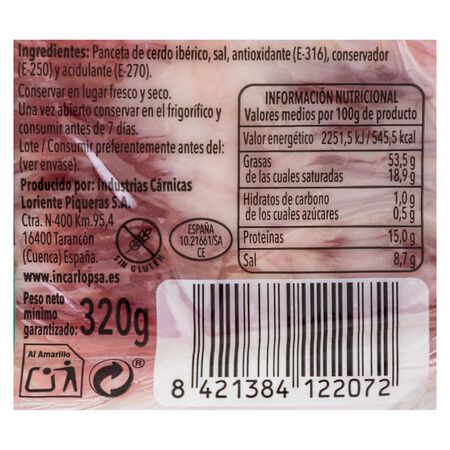 Ingredientes: Panceta de cerdo ibérico, sal, antioxidante (E-316), conservador
(E-250) y acidulante (E-270).
Conservar en lugar fresco y seco.
Una vez abierto conservar en el frigorífico y
consumir antes de 7 días.
Lote / Consumir preferentemente antes del:
(ver envase).
Producido por: Industrias Cárnicas
Loriente Piqueras S.A.
Ctra. N-400 Km.95,4
16400 Tarancón
(Cuenca) España.
www.incarlopsa.es
Peso neto
mínimo
garantizado: 320g
SIN GLUTEN
ESPAÑA
10.21661/SA
CE
INFORMACIÓN NUTRICIONAL
Valores medios por 100g de producto
Valor energético 2251,5 kJ / 545,5 kcal
Grasas 53,5 g
de las cuales saturadas 18,9 g
Hidratos de carbono 1,0 g
de los cuales azúcares 0,5 g
Proteínas 15,0 g
Sal 8,7 g
Al Amarillo
®
8 421384 122072